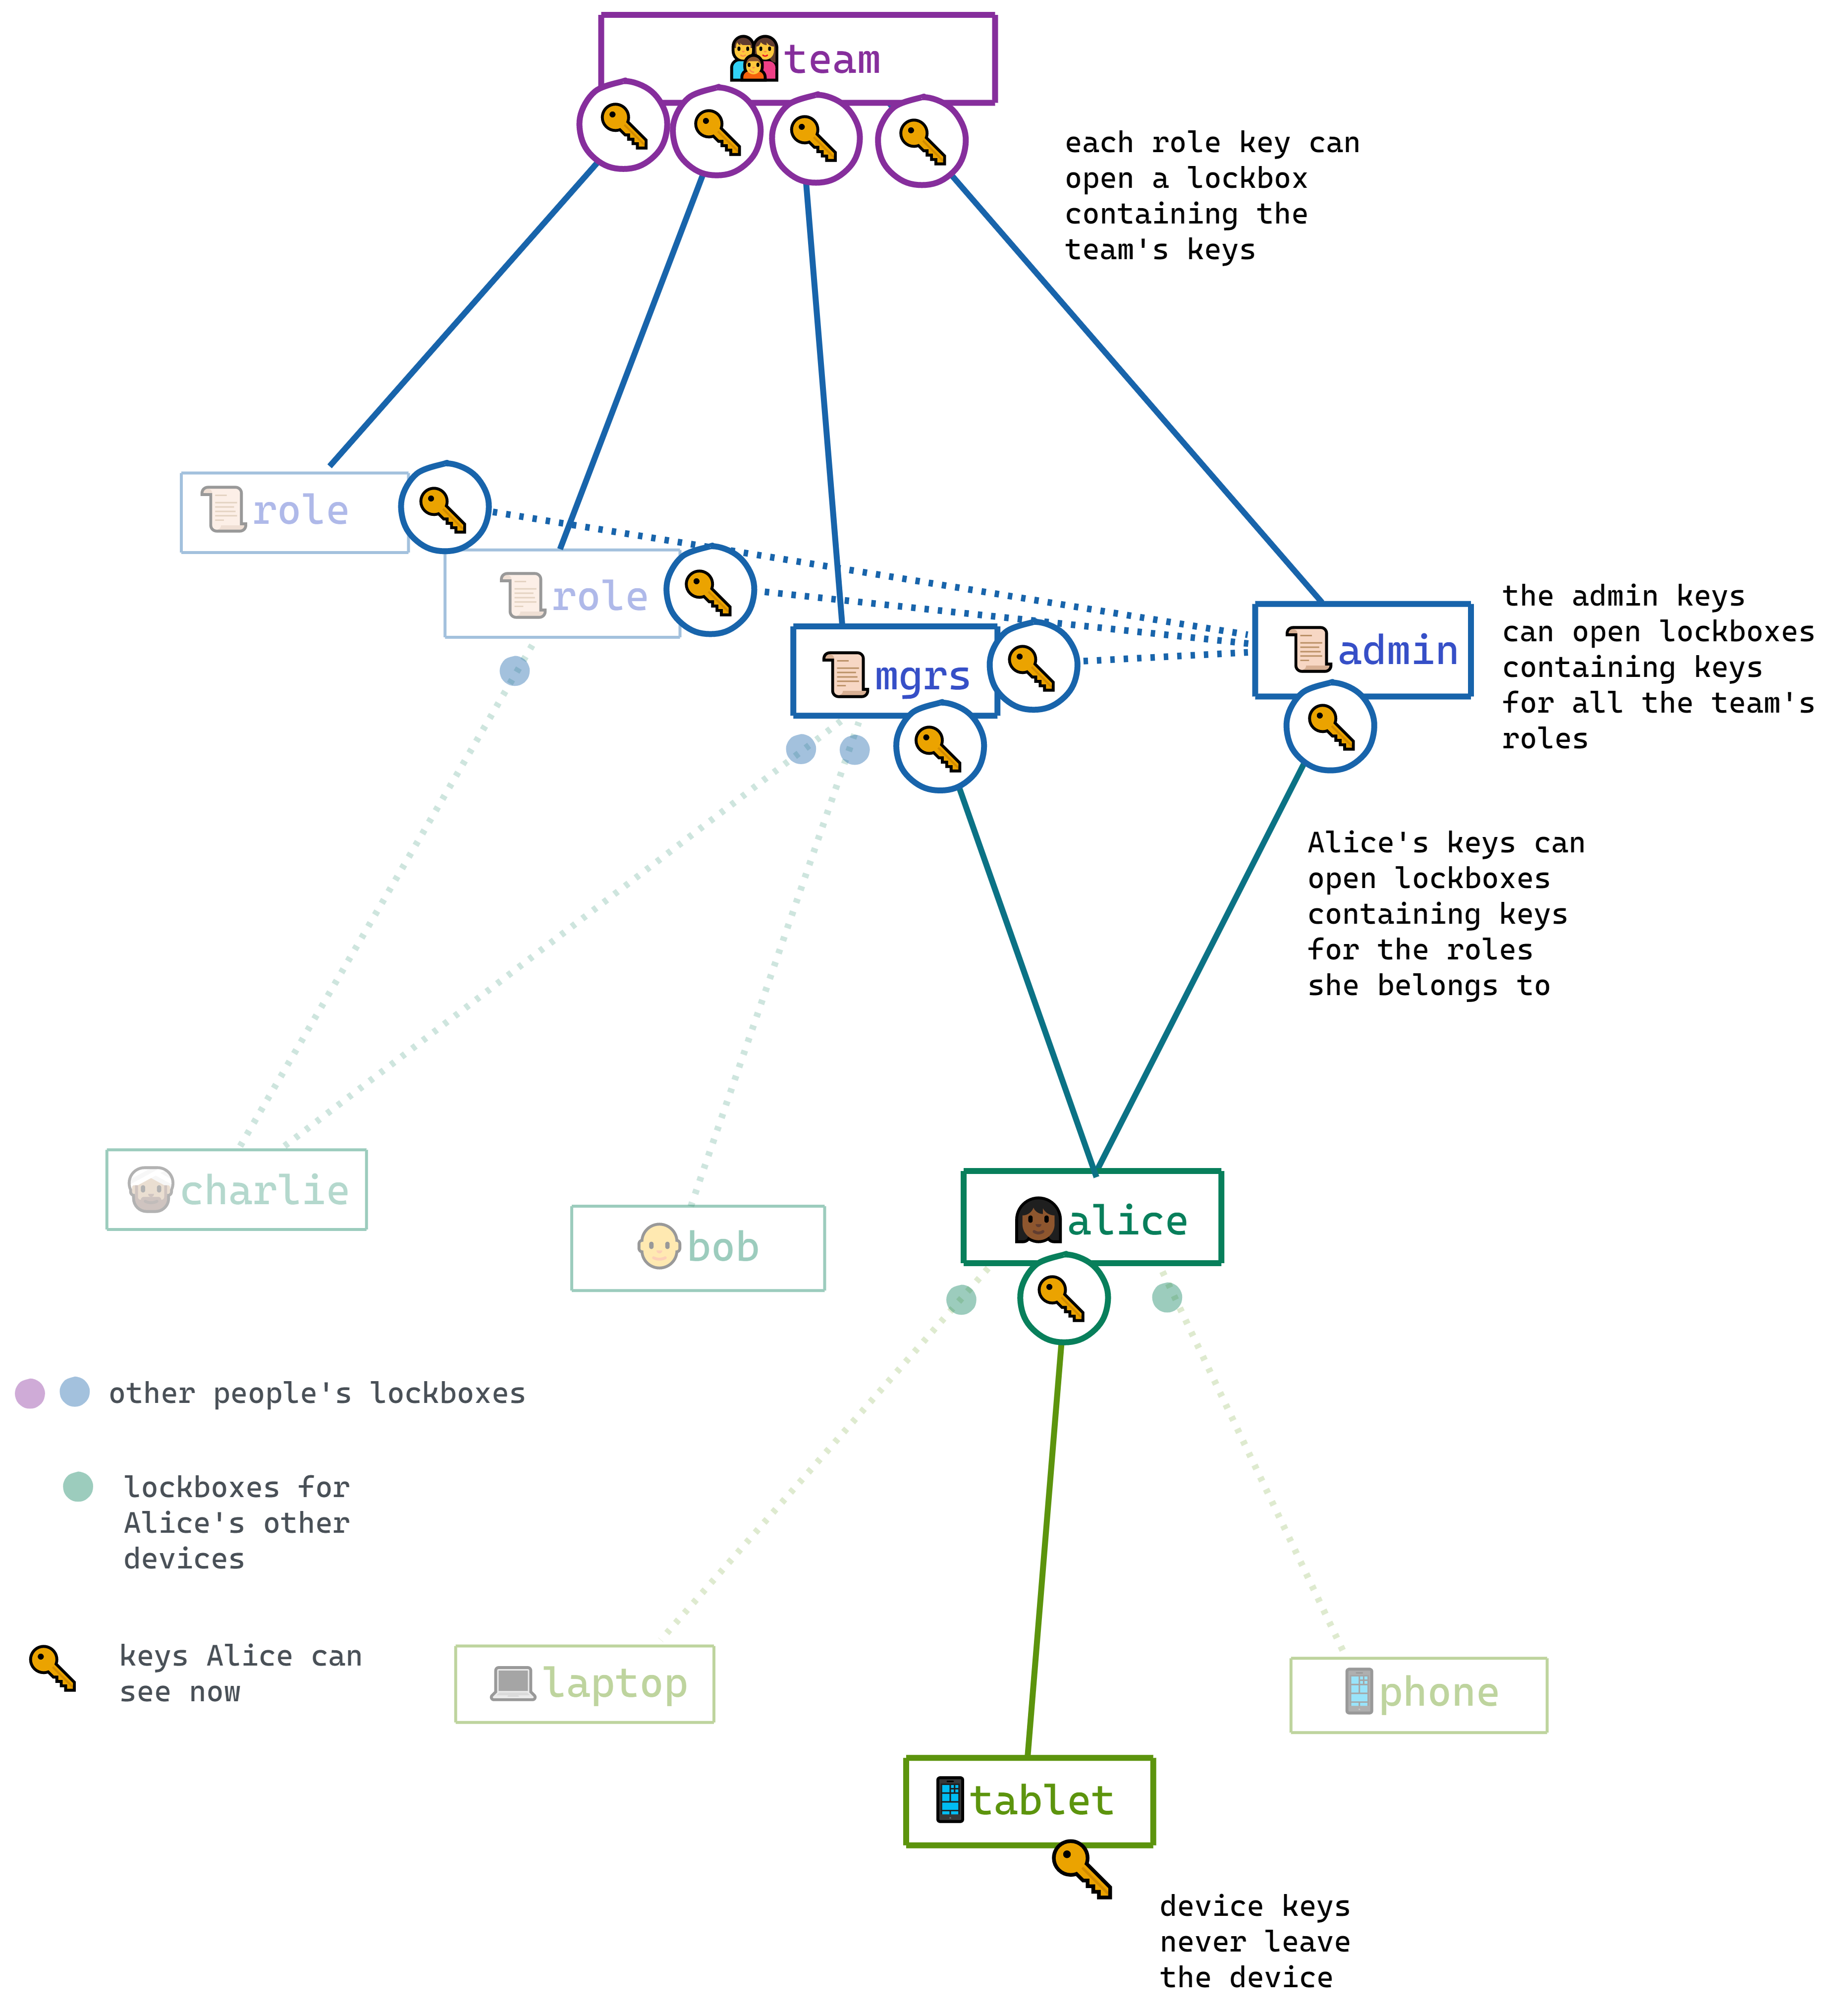 team
each role key can
open a lockbox
containing the
team's keys
role
role
mgrs
admin
the admin keys
can open lockboxes
containing keys
for all the team's
roles
Alice's keys can
open lockboxes
containing keys
for the roles
she belongs to
charlie
bob
alice
other people's lockboxes
lockboxes for
Alice's other
devices
keys Alice can
see now
laptop
phone
tablet
device keys
never leave
the device